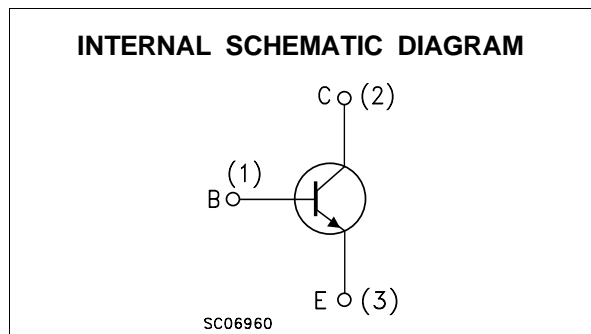 INTERNAL SCHEMATIC DIAGRAM
C (2)
(1)
B
E (3)
SC06960